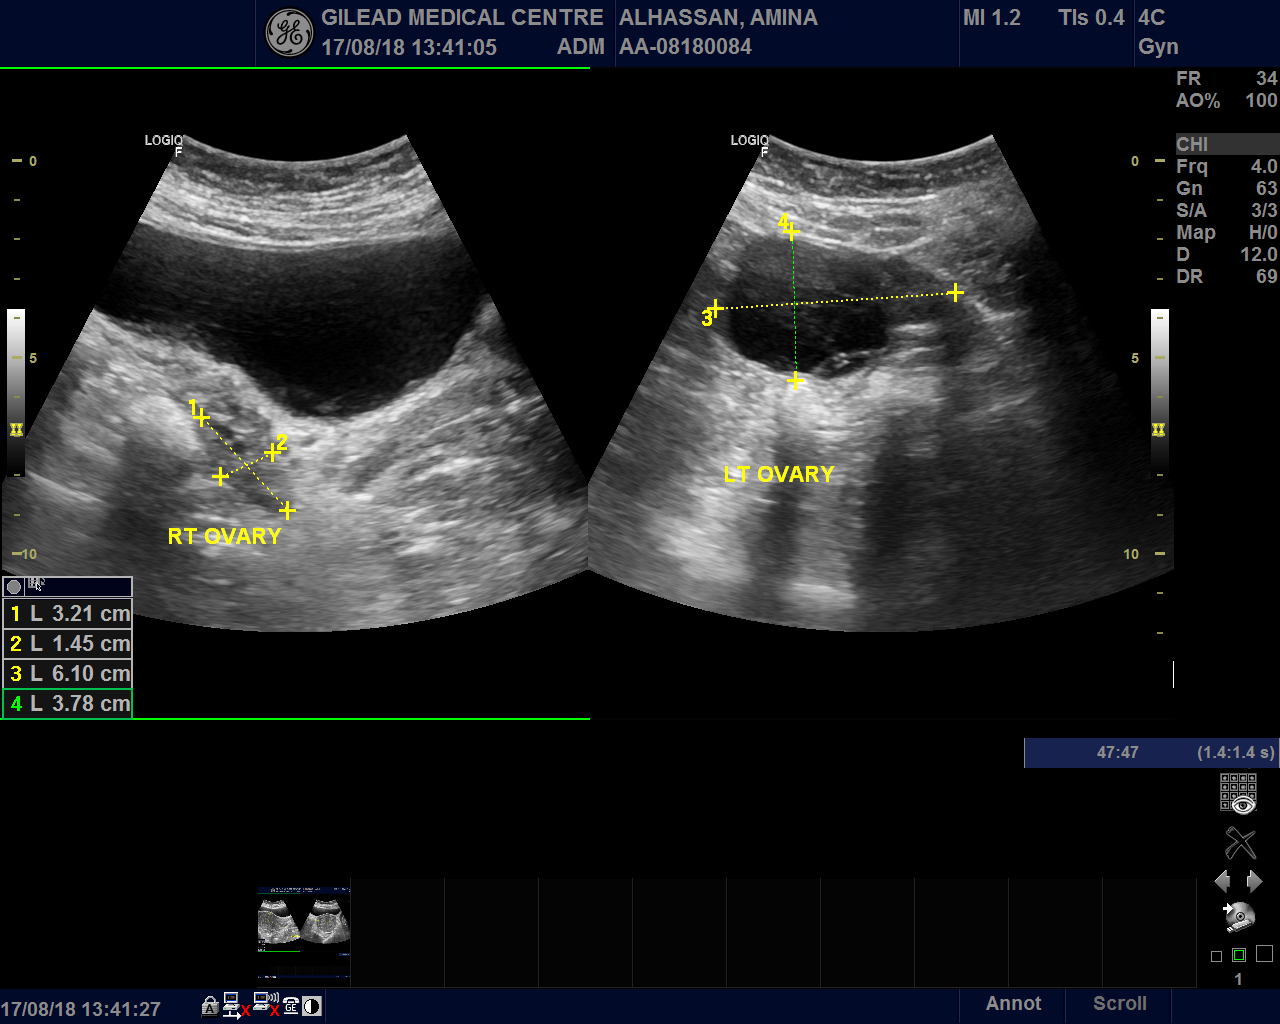 GILEAD MEDICAL CENTRE
17/08/18 13:41:05 ADM
ALHASSAN, AMINA
AA-08180084
MI 1.2 TIs 0.4
4C
Gyn
FR 34
AO% 100
CHI
Frq 4.0
Gn 63
S/A 3/3
Map H/0
D 12.0
DR 69
LOGIQ
F
0
5
10
1
2
RT OVARY
LOGIQ
F
0
5
10
4
3
LT OVARY
1 L 3.21 cm
2 L 1.45 cm
3 L 6.10 cm
4 L 3.78 cm
47:47 (1.4:1.4 s)
1
17/08/18 13:41:27
Annot
Scroll